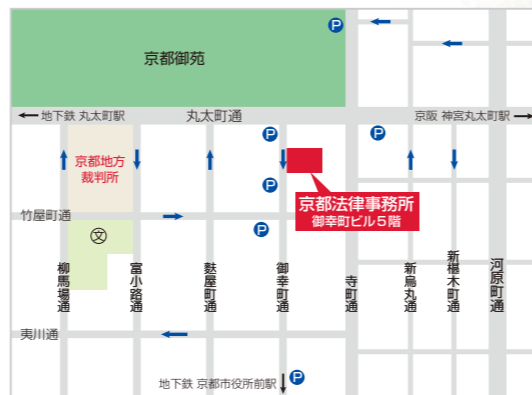 P
京都御苑
地下鉄 丸太町駅
丸太町通
京阪 神宮丸太町駅
P
P
京都地方
裁判所
P
京都法律事務所
御幸町ビル5階
竹屋町通
文
P
柳馬場通
富小路通
麩屋町通
御幸町通
寺町通
新烏丸通
新椹木町通
河原町通
夷川通
地下鉄 京都市役所前駅
P